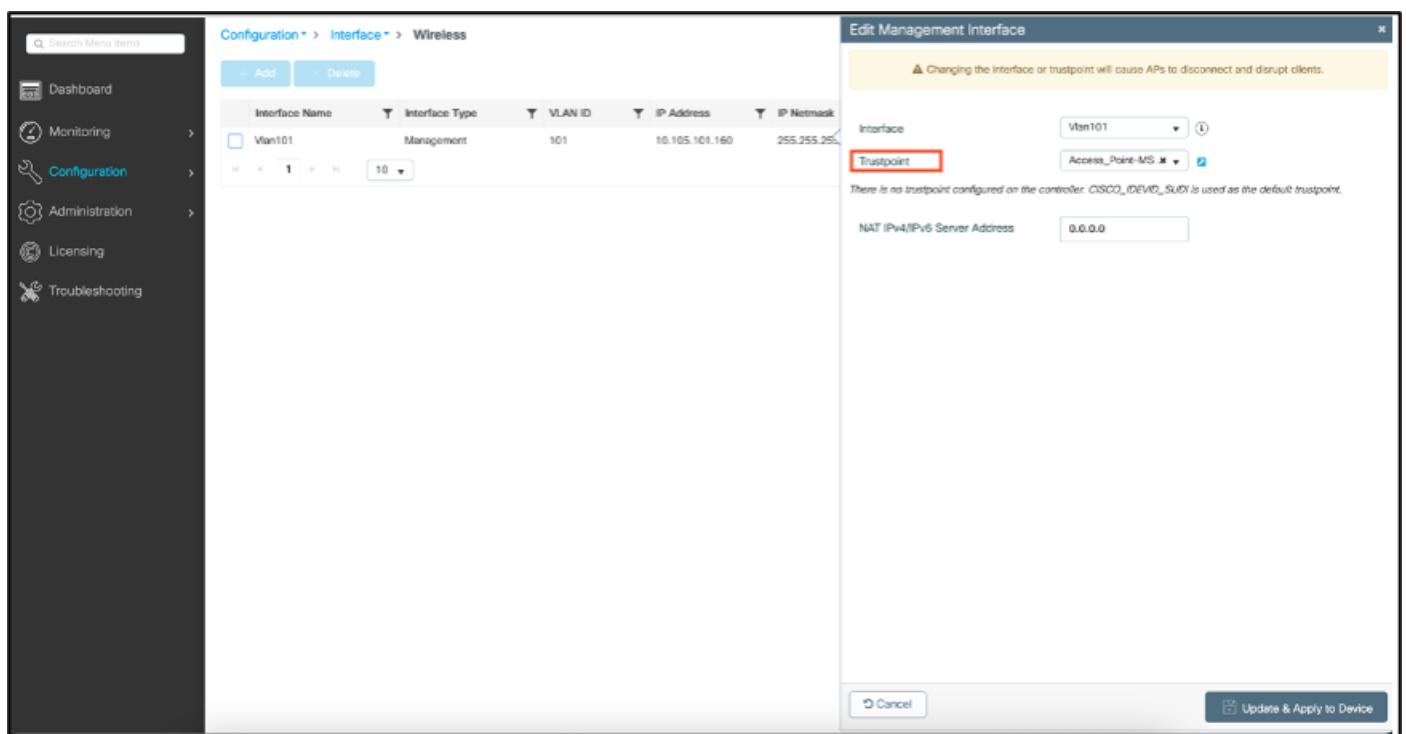 Search Menu Items
Dashboard
Monitoring
Configuration
Administration
Licensing
Troubleshooting
Configuration > Interface > Wireless
+ Add
× Delete
Interface Name Interface Type VLAN ID IP Address IP Netmask
Vlan101 Management 101 10.105.101.160 255.255.25
1
10
Edit Management Interface
Changing the interface or trustpoint will cause APs to disconnect and disrupt clients.
Interface Vlan101
Trustpoint Access_Point-MS
There is no trustpoint configured on the controller. CISCO_IDEVID_SUDI is used as the default trustpoint.
NAT IPv4/IPv6 Server Address 0.0.0.0
Cancel
Update & Apply to Device